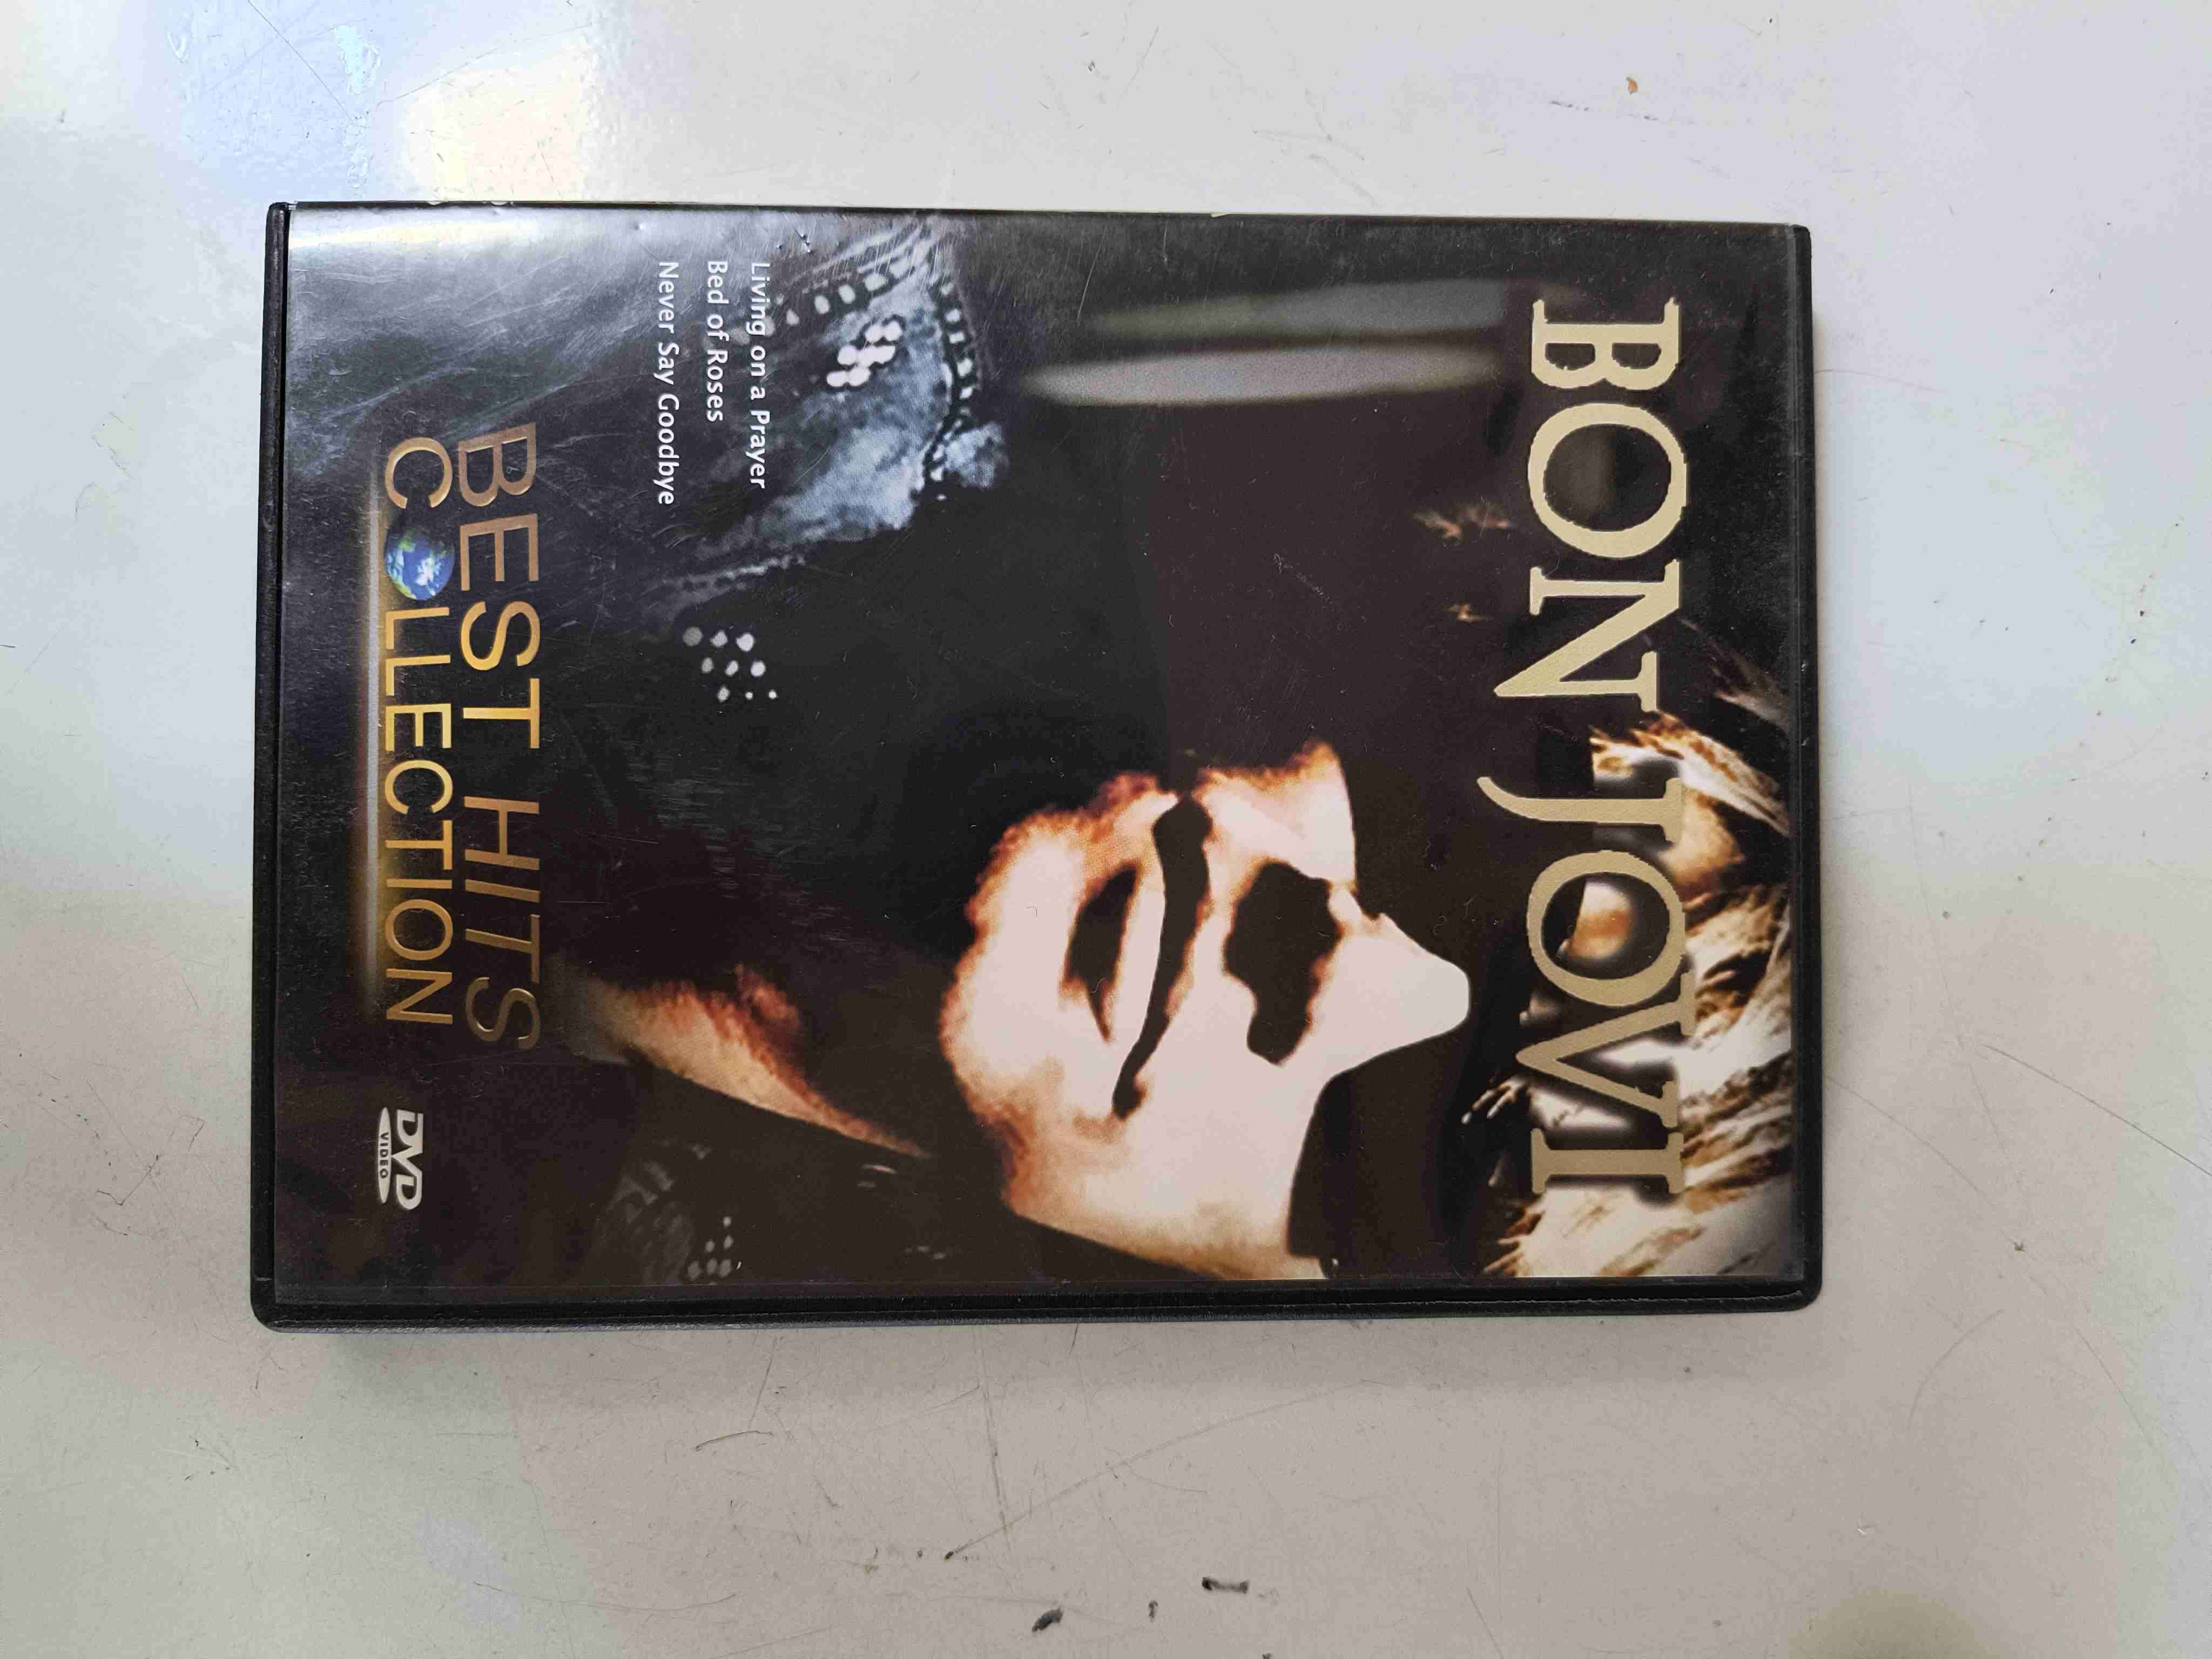 BON JOVI
Living on a Prayer
Bed of Roses
Never Say Goodbye
BEST HITS
COLLECTION
DVD
VIDEO